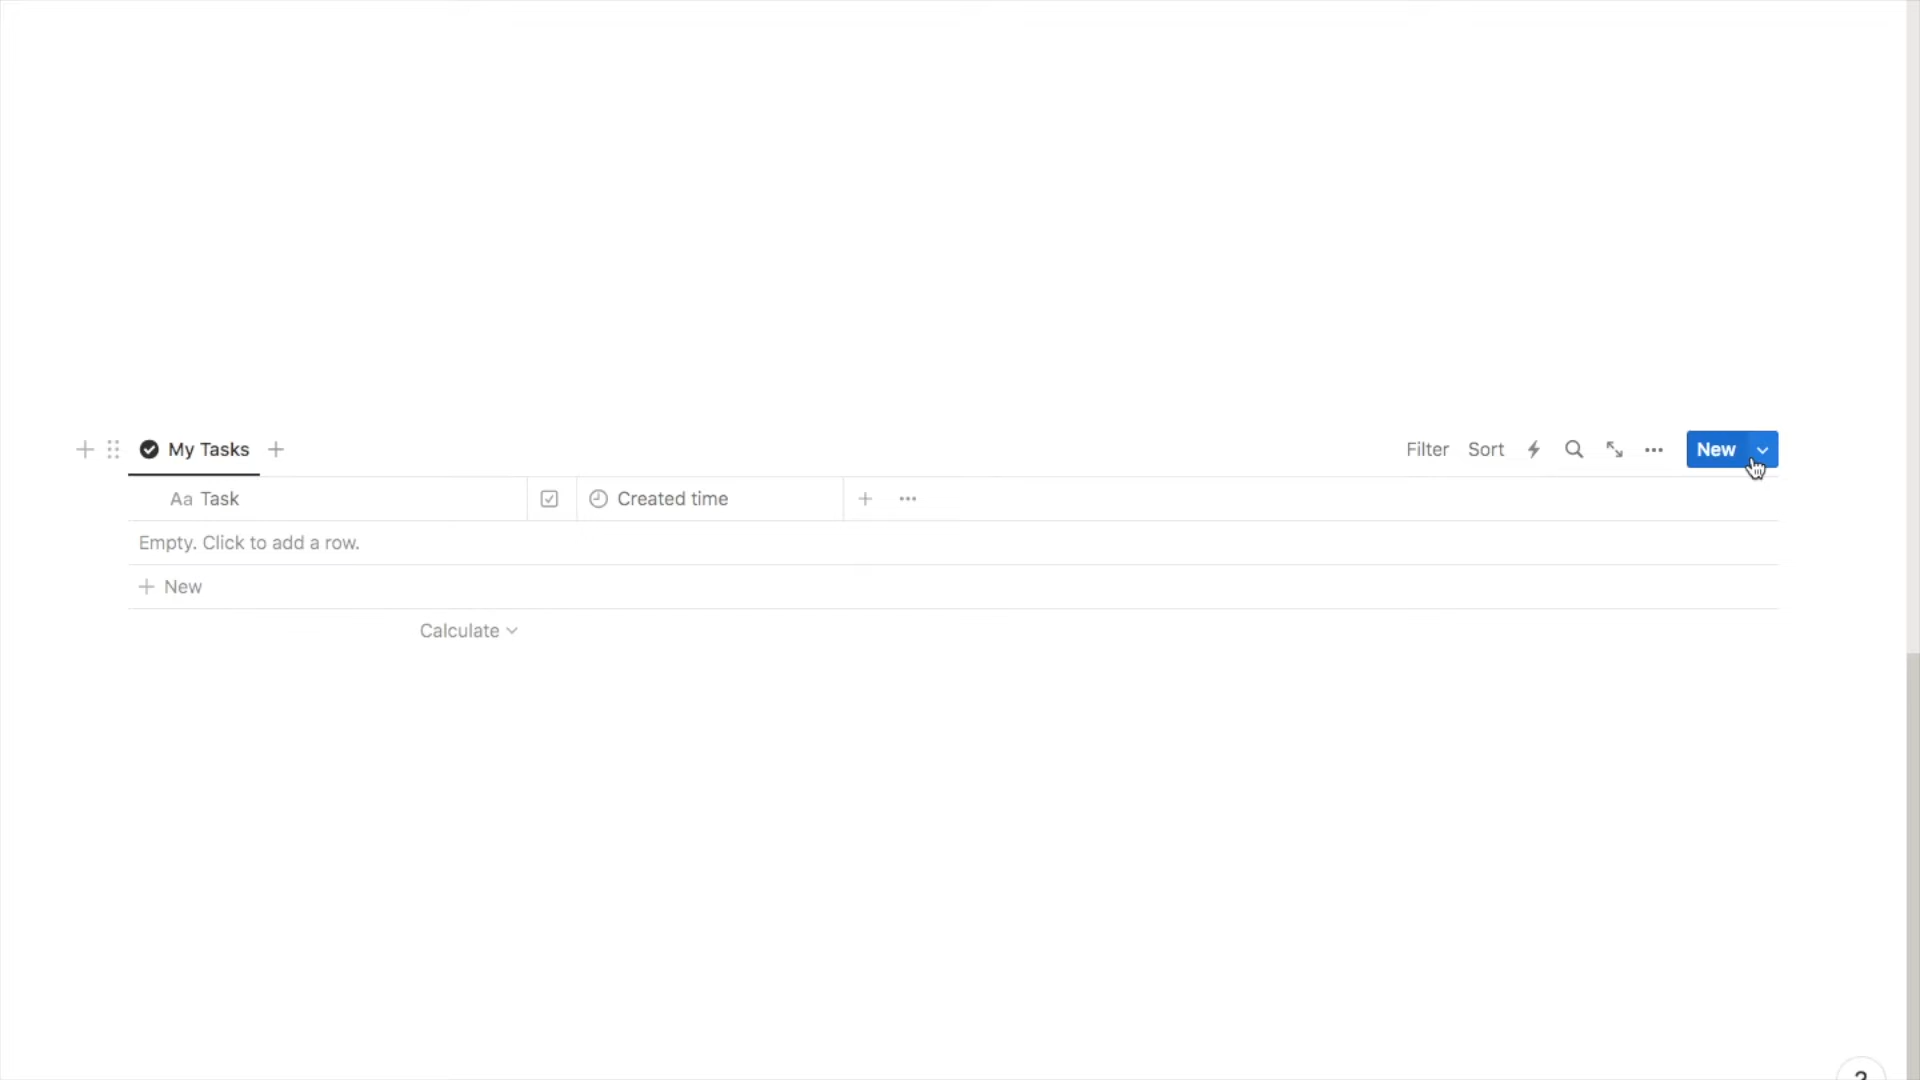 My Tasks
Filter Sort New
Aa Task Created time
Empty. Click to add a row.
New
Calculate
?